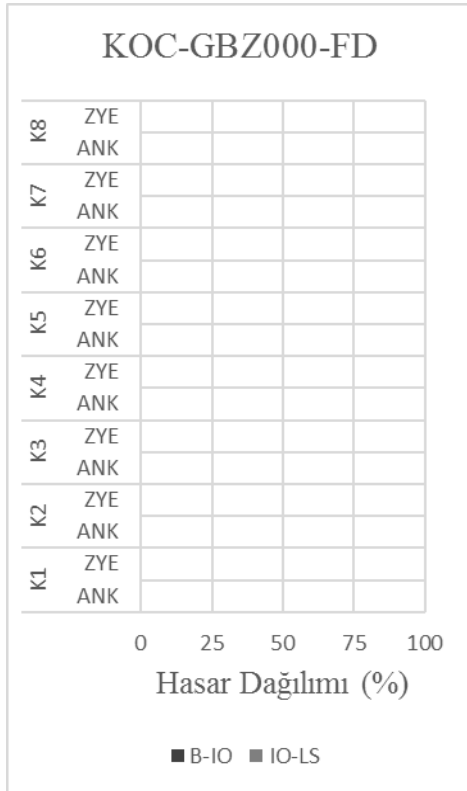 KOC-GBZ000-FD
K8
ZYE
ANK
K7
ZYE
ANK
K6
ZYE
ANK
K5
ZYE
ANK
K4
ZYE
ANK
K3
ZYE
ANK
K2
ZYE
ANK
K1
ZYE
ANK
0 25 50 75 100
Hasar Dağılımı (%)
B-IO IO-LS